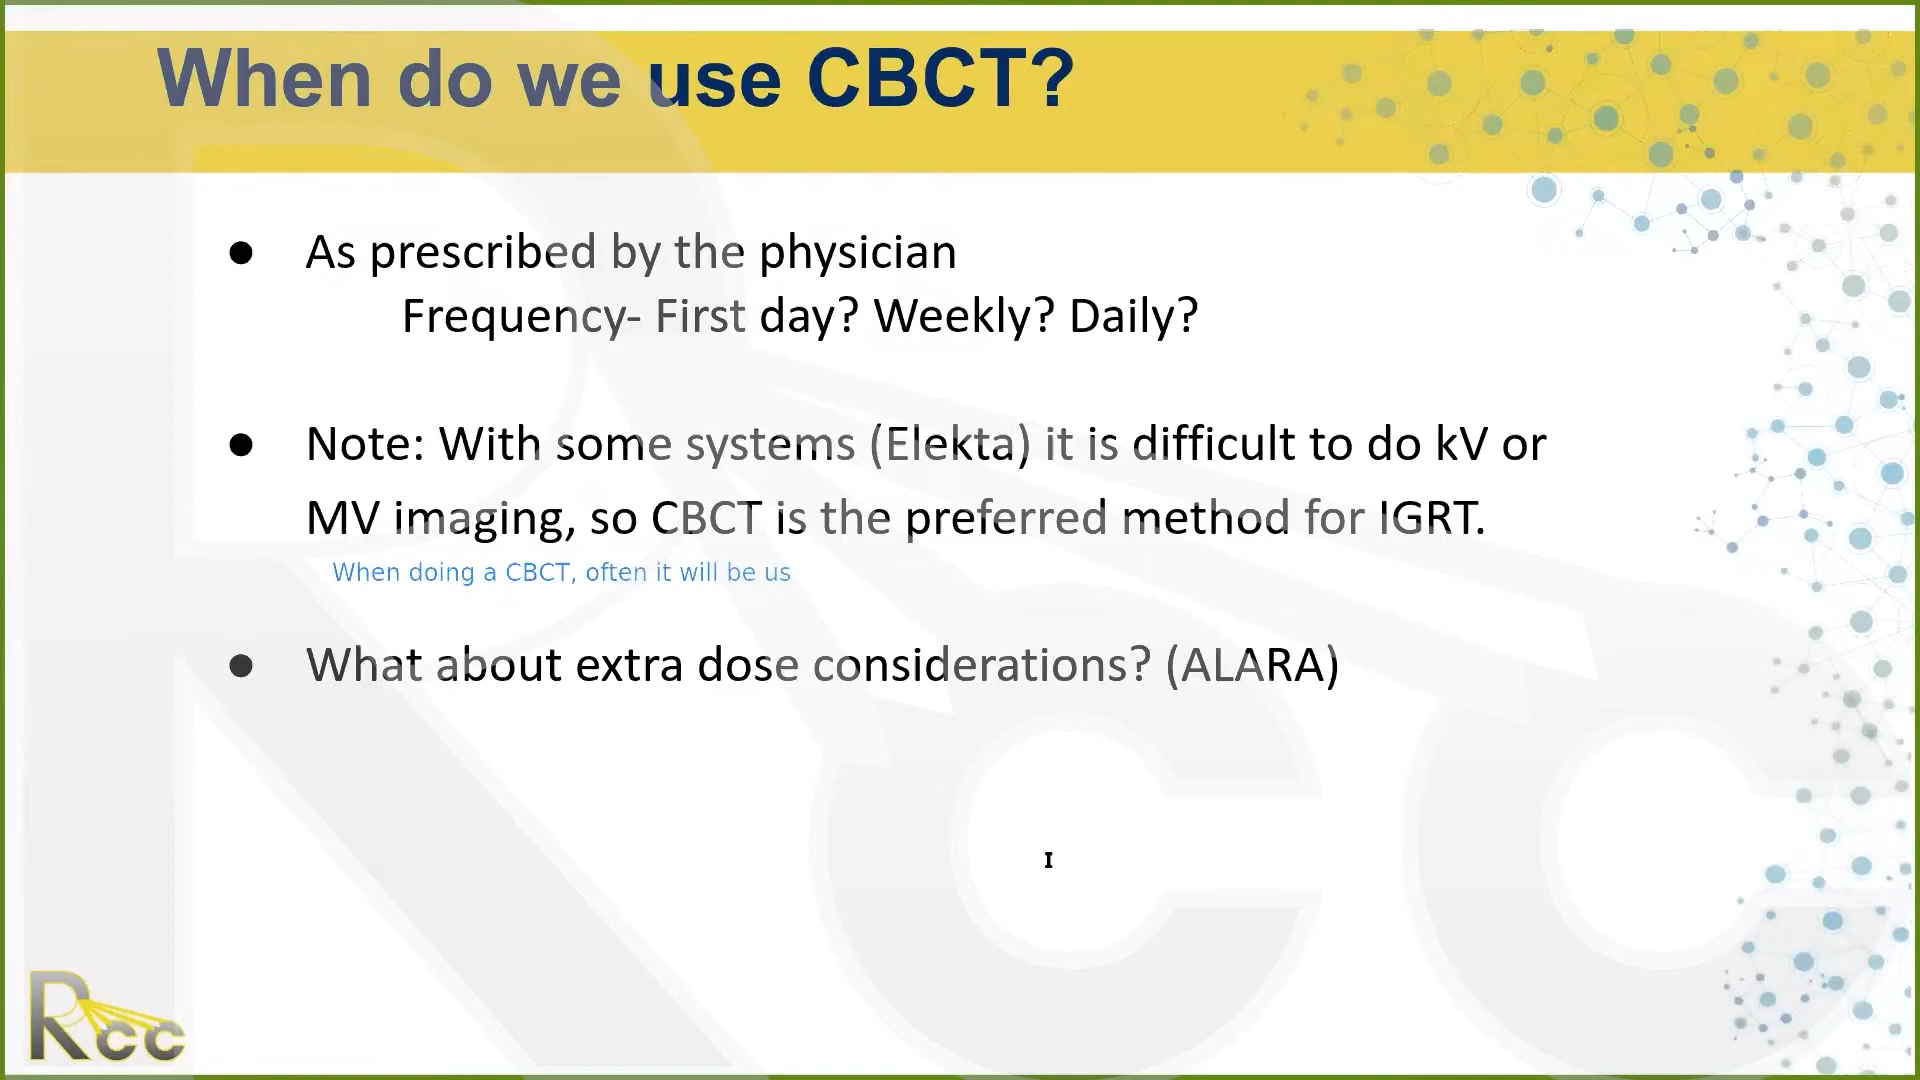 When do we use CBCT?
● As prescribed by the physician
Frequency- First day? Weekly? Daily?
● Note: With some systems (Elekta) it is difficult to do kV or
MV imaging, so CBCT is the preferred method for IGRT.
When doing a CBCT, often it will be us
● What about extra dose considerations? (ALARA)
Rcc